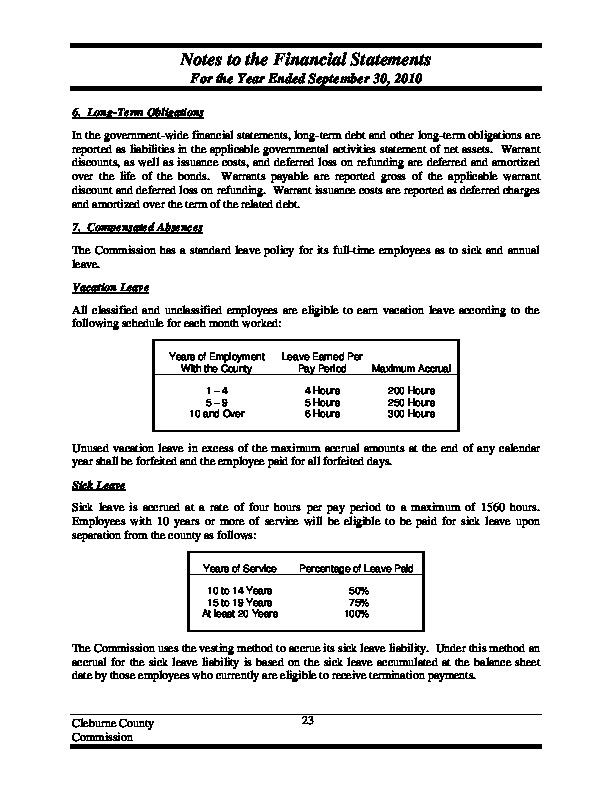 Notes to the Financial Statements
For the Year Ended September 30, 2010
6. Long-Term Obligations
In the government-wide financial statements, long-term debt and other long-term obligations are
reported as liabilities in the applicable governmental activities statement of net assets. Warrant
discounts, as well as issuance costs, and deferred loss on refunding are deferred and amortized
over the life of the bonds. Warrants payable are reported gross of the applicable warrant
discount and deferred loss on refunding. Warrant issuance costs are reported as deferred charges
and amortized over the term of the related debt.
7. Compensated Absences
The Commission has a standard leave policy for its full-time employees as to sick and annual
leave.
Vacation Leave
All classified and unclassified employees are eligible to earn vacation leave according to the
following schedule for each month worked:
Years of Employment Leave Earned Per
With the County Pay Period Maximum Accrual
1 – 4 4 Hours 200 Hours
5 – 9 5 Hours 250 Hours
10 and Over 6 Hours 300 Hours
Unused vacation leave in excess of the maximum accrual amounts at the end of any calendar
year shall be forfeited and the employee paid for all forfeited days.
Sick Leave
Sick leave is accrued at a rate of four hours per pay period to a maximum of 1560 hours.
Employees with 10 years or more of service will be eligible to be paid for sick leave upon
separation from the county as follows:
Years of Service Percentage of Leave Paid
10 to 14 Years 50%
15 to 19 Years 75%
At least 20 Years 100%
The Commission uses the vesting method to accrue its sick leave liability. Under this method an
accrual for the sick leave liability is based on the sick leave accumulated at the balance sheet
date by those employees who currently are eligible to receive termination payments.
Cleburne County 23
Commission